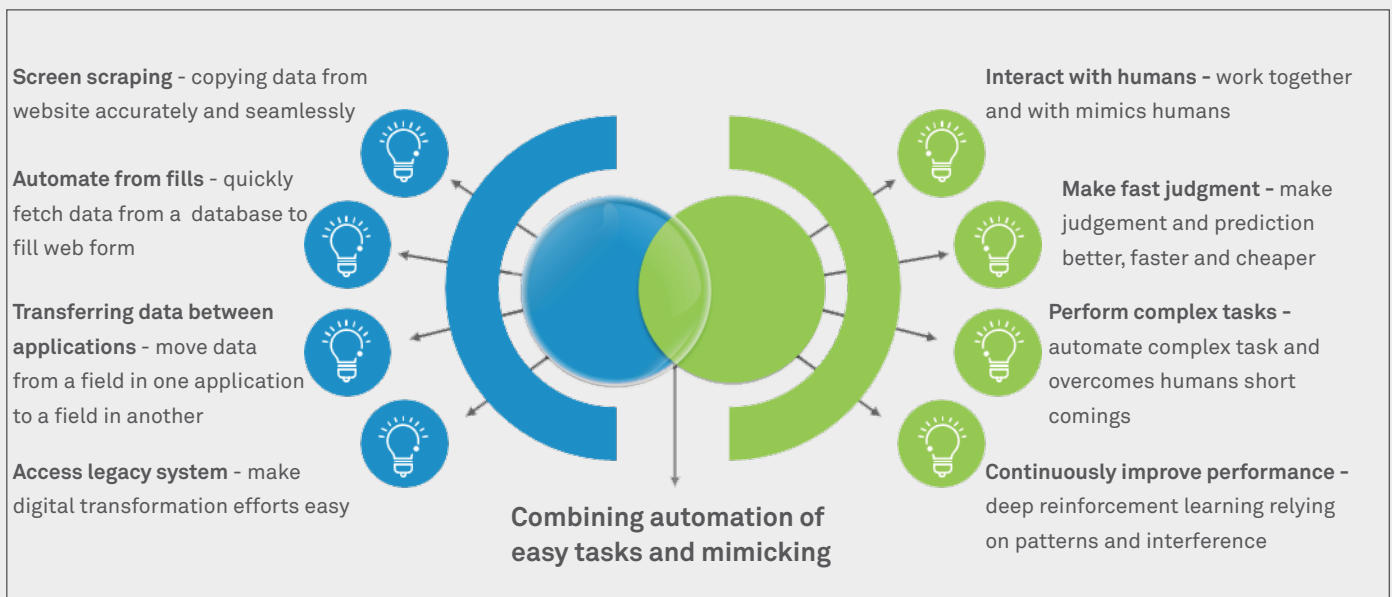 Screen scraping - copying data from
website accurately and seamlessly
Automate from fills - quickly
fetch data from a database to
fill web form
Transferring data between
applications - move data
from a field in one application
to a field in another
Access legacy system - make
digital transformation efforts easy
Combining automation of
easy tasks and mimicking
Interact with humans - work together
and with mimics humans
Make fast judgment - make
judgement and prediction
better, faster and cheaper
Perform complex tasks -
automate complex task and
overcomes humans short
comings
Continuously improve performance -
deep reinforcement learning relying
on patterns and interference